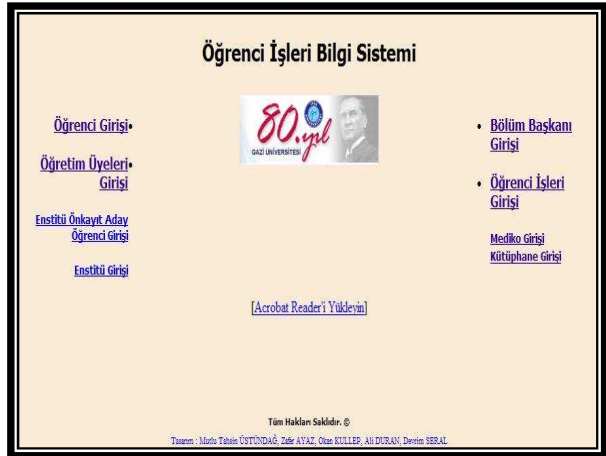 Öğrenci İşleri Bilgi Sistemi
Öğrenci Girişi•
Öğretim Üyeleri•
Girişi
Enstitü Önkayıt Aday
Öğrenci Girişi
Enstitü Girişi
80.yıl
GAZİ ÜNİVERSİTESİ
• Bölüm Başkanı
Girişi
• Öğrenci İşleri
Girişi
Mediko Girişi
Kütüphane Girişi
[Acrobat Reader'i Yükleyin]
Tüm Hakları Saklıdır. ©
Tasarım : Mutlu Tahsin ÜSTÜNDAĞ, Zafer AYAZ, Okan KULLEP, Ali DURAN, Devrim SERAL